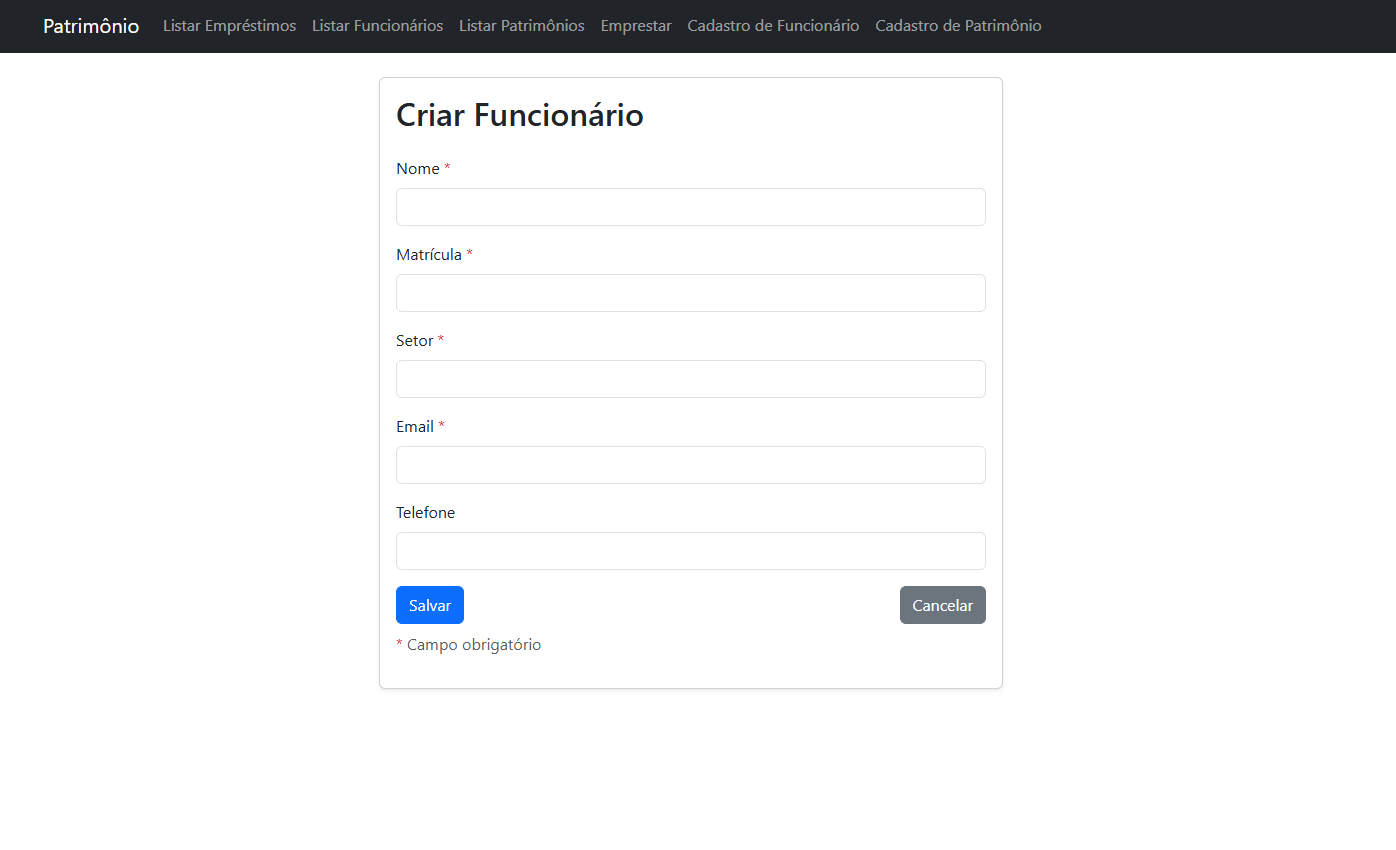 Patrimônio Listar Empréstimos Listar Funcionários Listar Patrimônios Emprestar Cadastro de Funcionário Cadastro de Patrimônio
Criar Funcionário
Nome *
Matrícula *
Setor *
Email *
Telefone
Salvar Cancelar
* Campo obrigatório